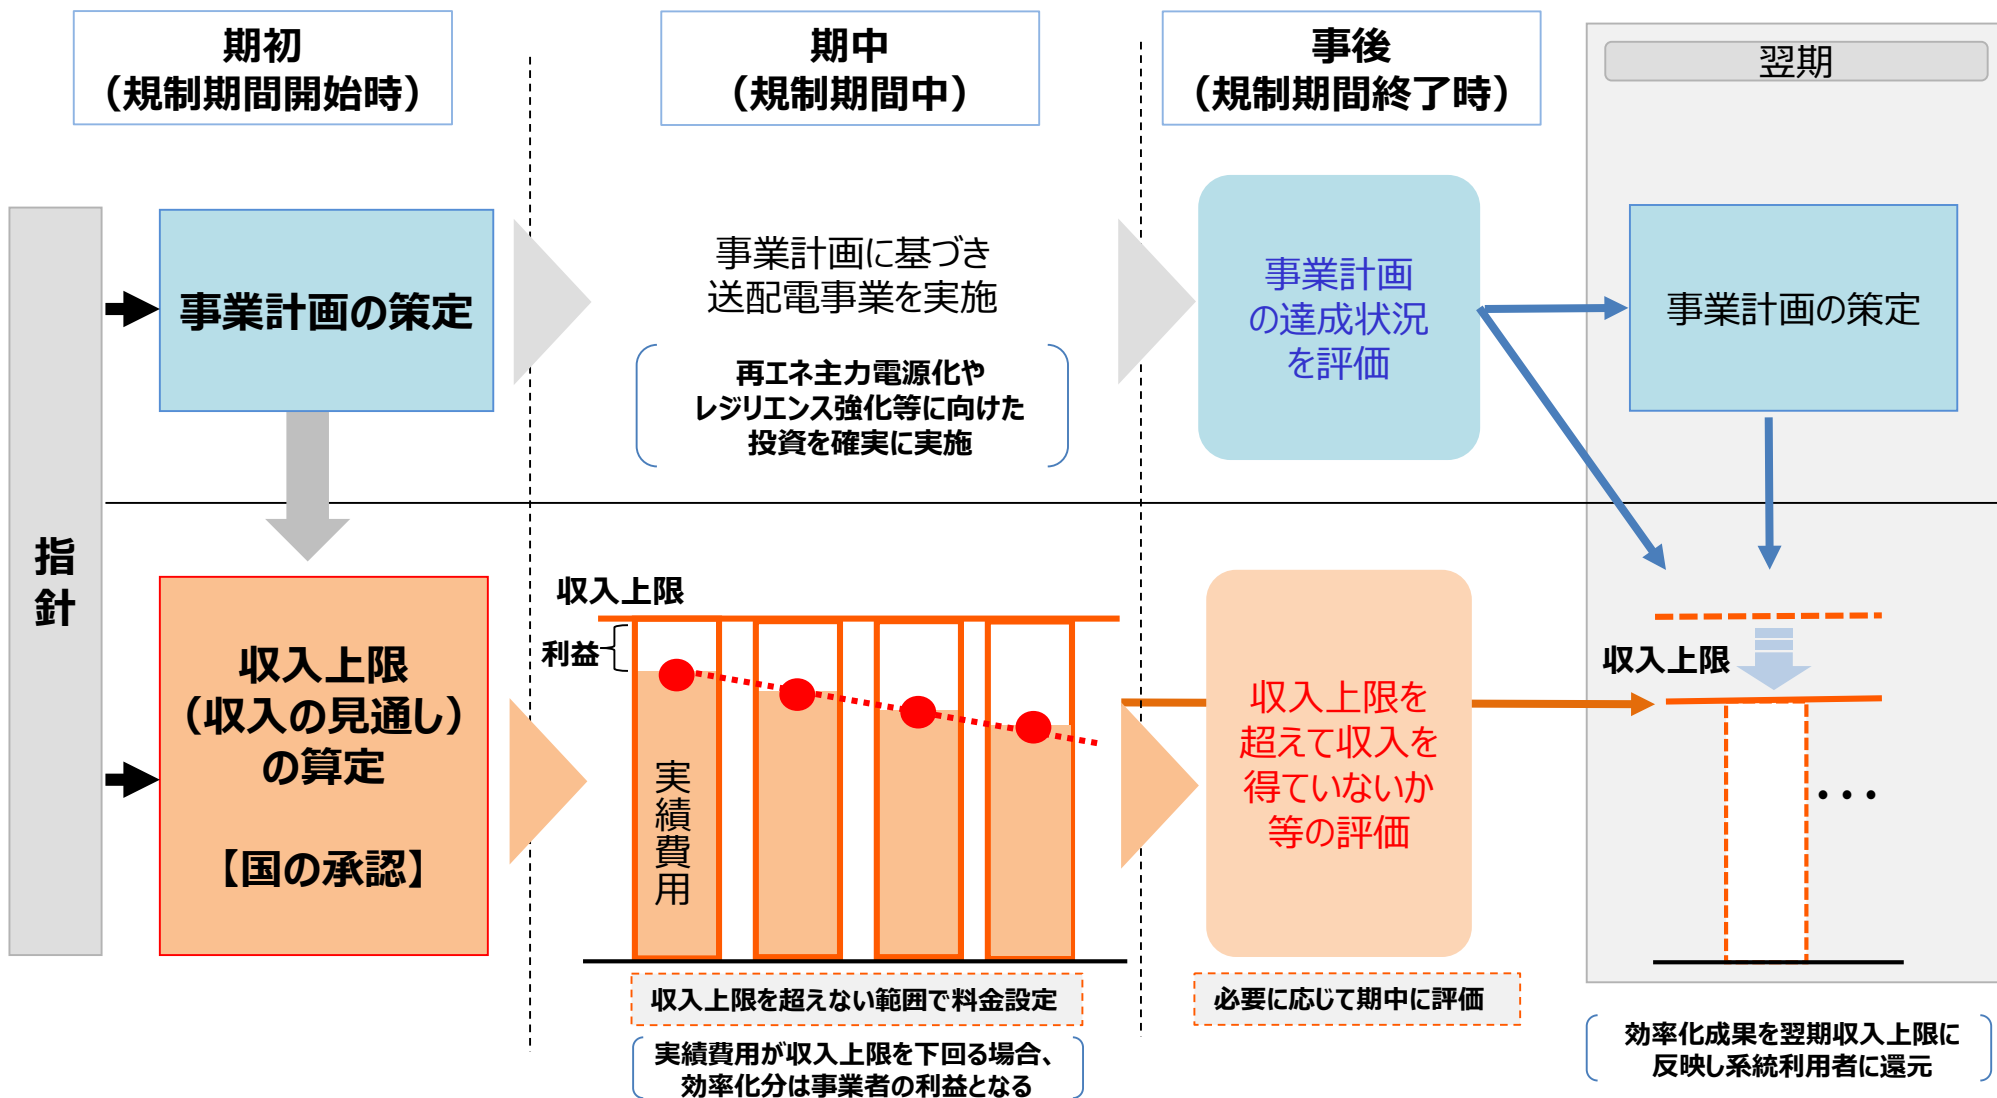 期初
（規制期間開始時）
期中
（規制期間中）
事後
（規制期間終了時）
翌期
指針
事業計画の策定
事業計画に基づき
送配電事業を実施
再エネ主力電源化や
レジリエンス強化等に向けた
投資を確実に実施
事業計画
の達成状況
を評価
事業計画の策定
収入上限
（収入の見通し）
の算定
【国の承認】
収入上限
利益
実績費用
収入上限を超えない範囲で料金設定
実績費用が収入上限を下回る場合、
効率化分は事業者の利益となる
収入上限を
超えて収入を
得ていないか
等の評価
必要に応じて期中に評価
収入上限
・・・
効率化成果を翌期収入上限に
反映し系統利用者に還元